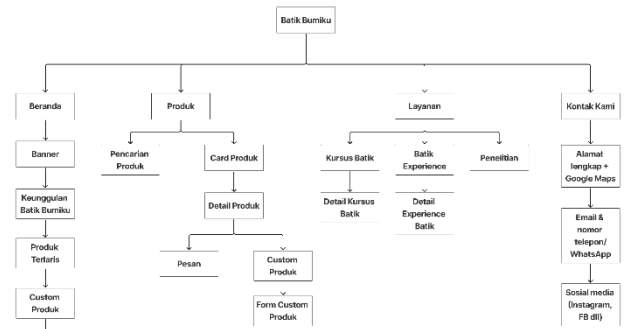 Batik Bumiku
Beranda
Produk
Layanan
Kontak Kami
Banner
Pencarian
Produk
Card Produk
Kursus Batik
Batik
Experience
Penelitian
Alamat
lengkap +
Google Maps
Keunggulan
Batik Bumiku
Detail Produk
Detail Kursus
Batik
Detail
Experience
Batik
Produk
Terlaris
Pesan
Custom
Produk
Email &
nomor
telepon/
WhatsApp
Custom
Produk
Form Custom
Produk
Sosial media
(Instagram,
FB dll)